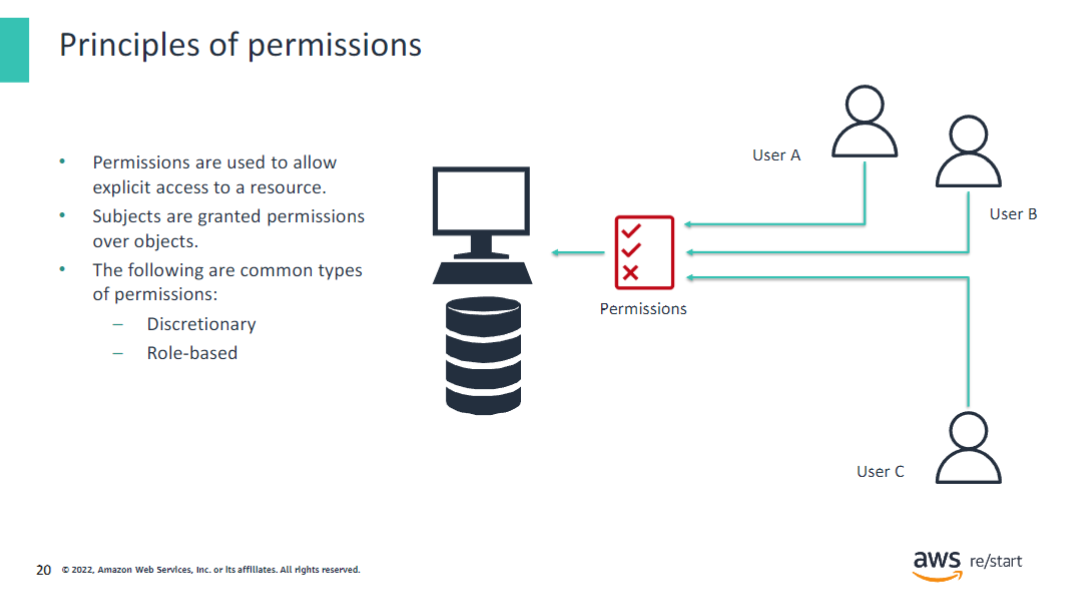 Principles of permissions
• Permissions are used to allow
explicit access to a resource.
• Subjects are granted permissions
over objects.
• The following are common types
of permissions:
– Discretionary
– Role-based
User A
User B
Permissions
User C
20 © 2022, Amazon Web Services, Inc. or its affiliates. All rights reserved.
aws re/start